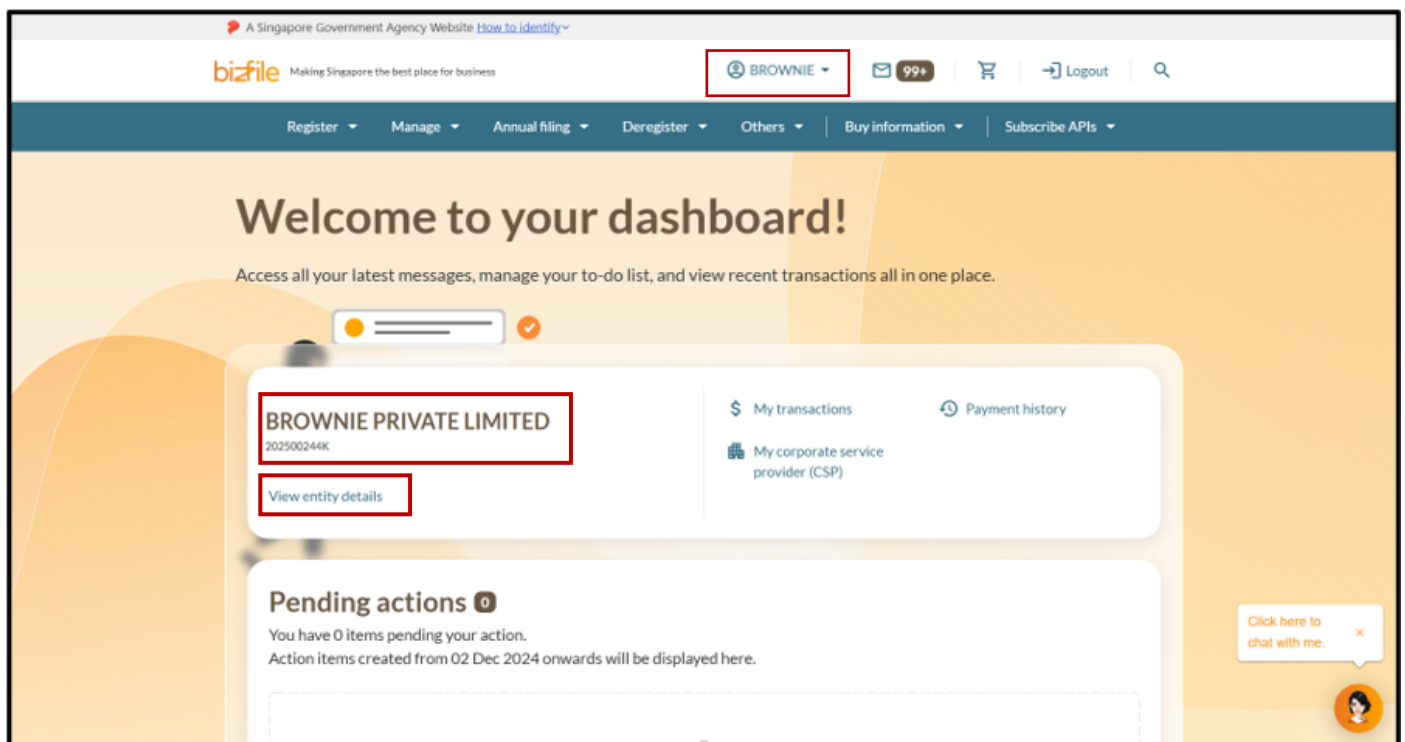 A Singapore Government Agency Website How to identify
bizfile Making Singapore the best place for business
BROWNIE 99+ Logout
Register Manage Annual filing Deregister Others Buy information Subscribe APIs
Welcome to your dashboard!
Access all your latest messages, manage your to-do list, and view recent transactions all in one place.
BROWNIE PRIVATE LIMITED
202500244K
View entity details
$ My transactions
Payment history
My corporate service
provider (CSP)
Pending actions 0
You have 0 items pending your action.
Action items created from 02 Dec 2024 onwards will be displayed here.
Click here to
chat with me.